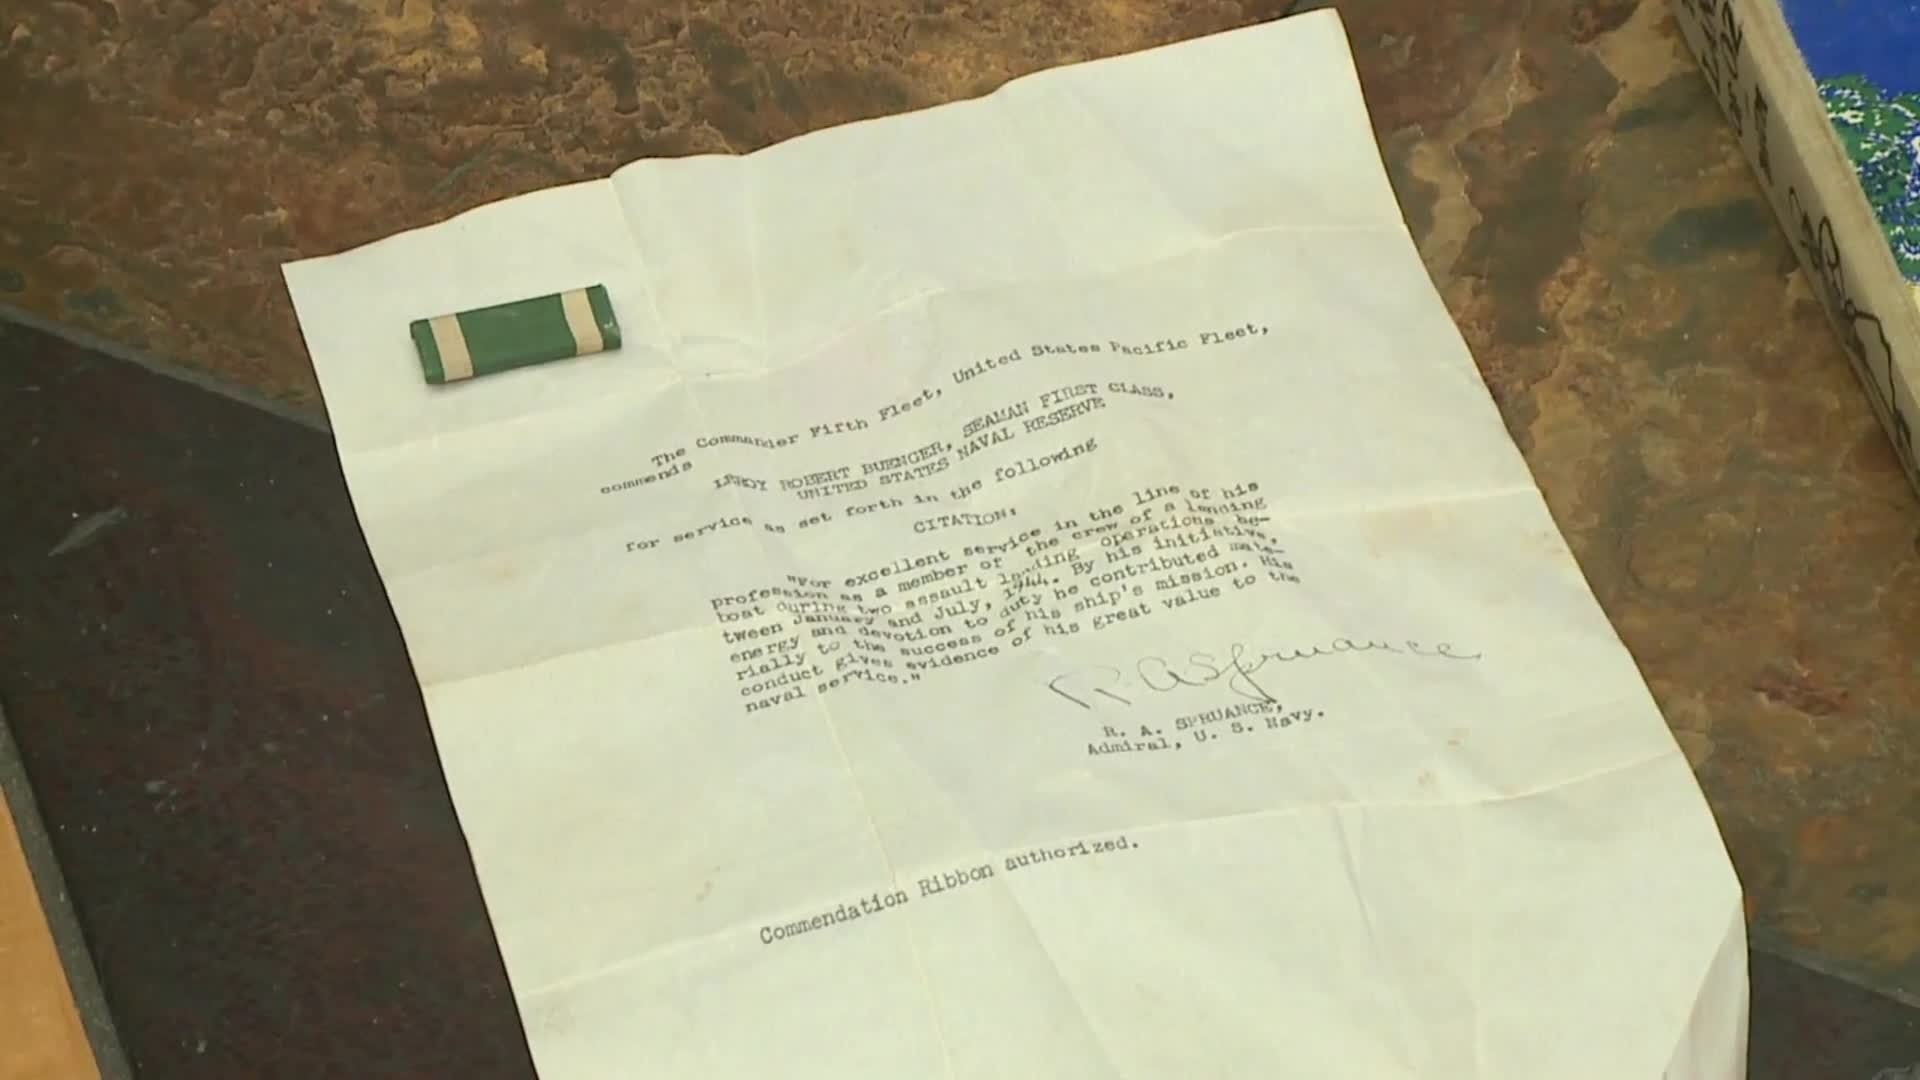 The Commander Fifth Fleet, United States Pacific Fleet,
commends
LEROY ROBERT BUENGER, SEAMAN FIRST CLASS,
UNITED STATES NAVAL RESERVE
for service as set forth in the following
CITATION:
"For excellent service in the line of his
profession as a member of the crew of a landing
boat during two assault landing operations be-
tween January and July, 1944. By his initiative,
energy and devotion to duty he contributed mate-
rially to the success of his ship's mission. His
conduct gives evidence of his great value to the
naval service."
R. A. Spruance
R. A. SPRUANCE,
Admiral, U. S. Navy.
Commendation Ribbon authorized.